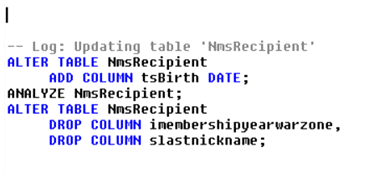 -- Log: Updating table 'NmsRecipient'
ALTER TABLE NmsRecipient
ADD COLUMN tsBirth DATE;
ANALYZE NmsRecipient;
ALTER TABLE NmsRecipient
DROP COLUMN imembershipyearwarzone,
DROP COLUMN slastnickname;